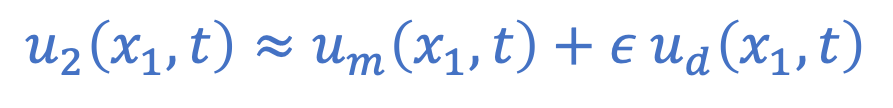 u₂(x₁, t) ≈ uₘ(x₁, t) + ϵ u_d(x₁, t)